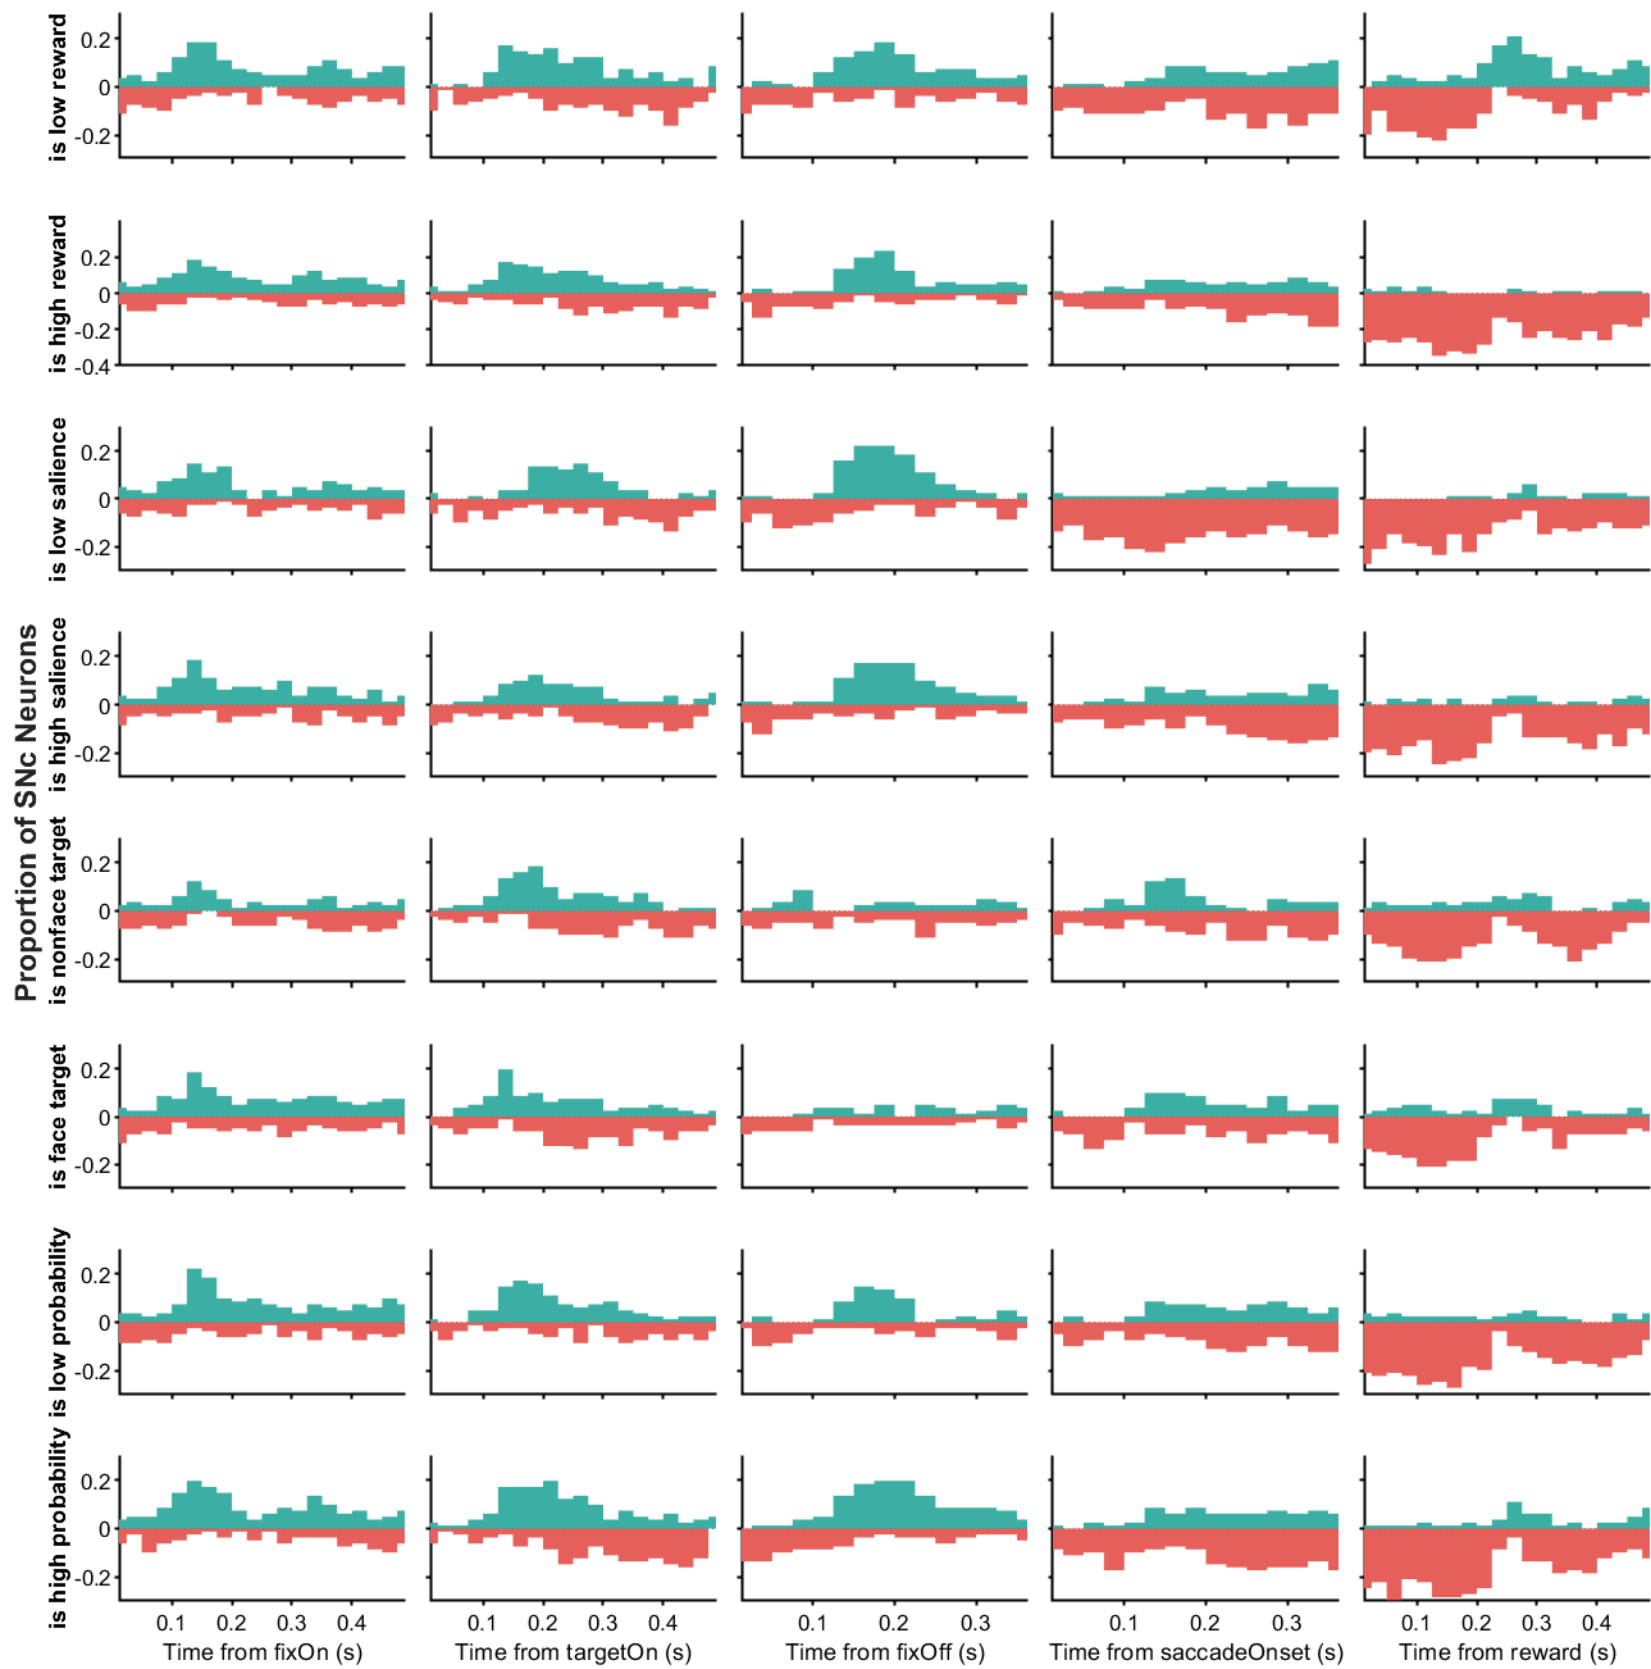 Proportion of SNc Neurons
is low reward
0.2
0
-0.2
is high reward
0.2
0
-0.2
-0.4
is low salience
0.2
0
-0.2
is high salience
0.2
0
-0.2
is nonface target
0.2
0
-0.2
is face target
0.2
0
-0.2
is low probability
0.2
0
-0.2
is high probability
0.2
0
-0.2
0.1 0.2 0.3 0.4
Time from fixOn (s)
0.1 0.2 0.3 0.4
Time from targetOn (s)
0.1 0.2 0.3
Time from fixOff (s)
0.1 0.2 0.3
Time from saccadeOnset (s)
0.1 0.2 0.3 0.4
Time from reward (s)